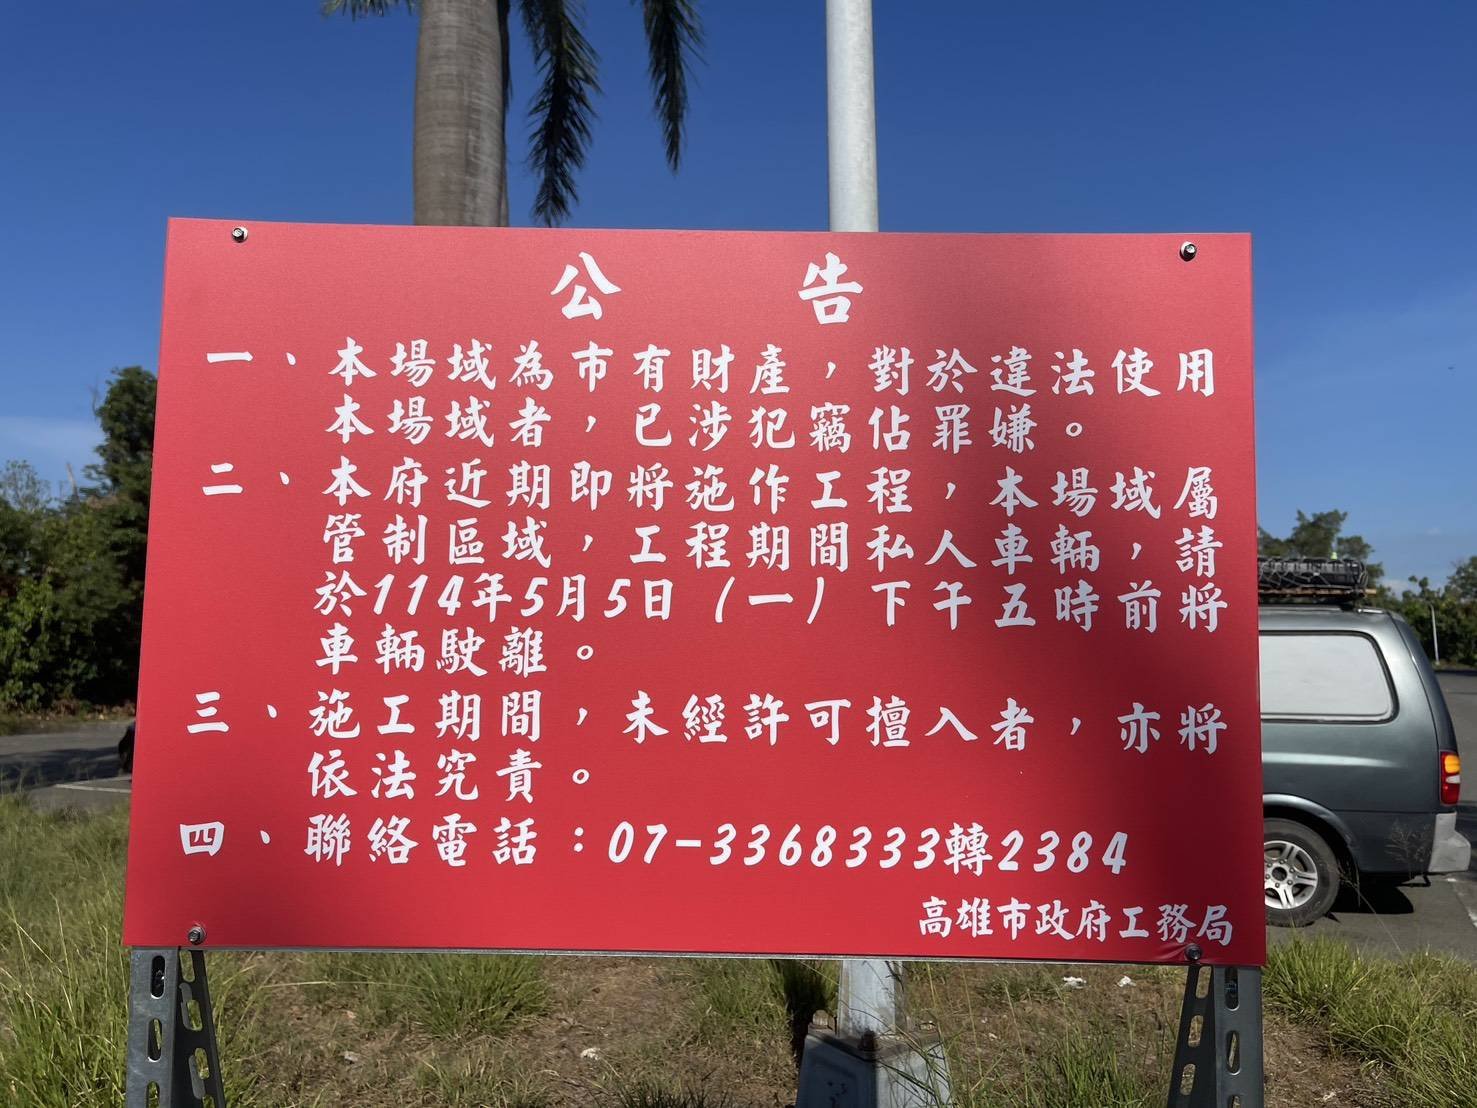 公告
一、本場域為市有財產，對於違法使用
本場域者，已涉犯竊佔罪嫌。
二、本府近期即將施作工程，本場域屬
管制區域，工程期間私人車輛，請
於114年5月5日（一）下午五時前將
車輛駛離。
三、施工期間，未經許可擅入者，亦將
依法究責。
四、聯絡電話：07-3368333轉2384
高雄市政府工務局